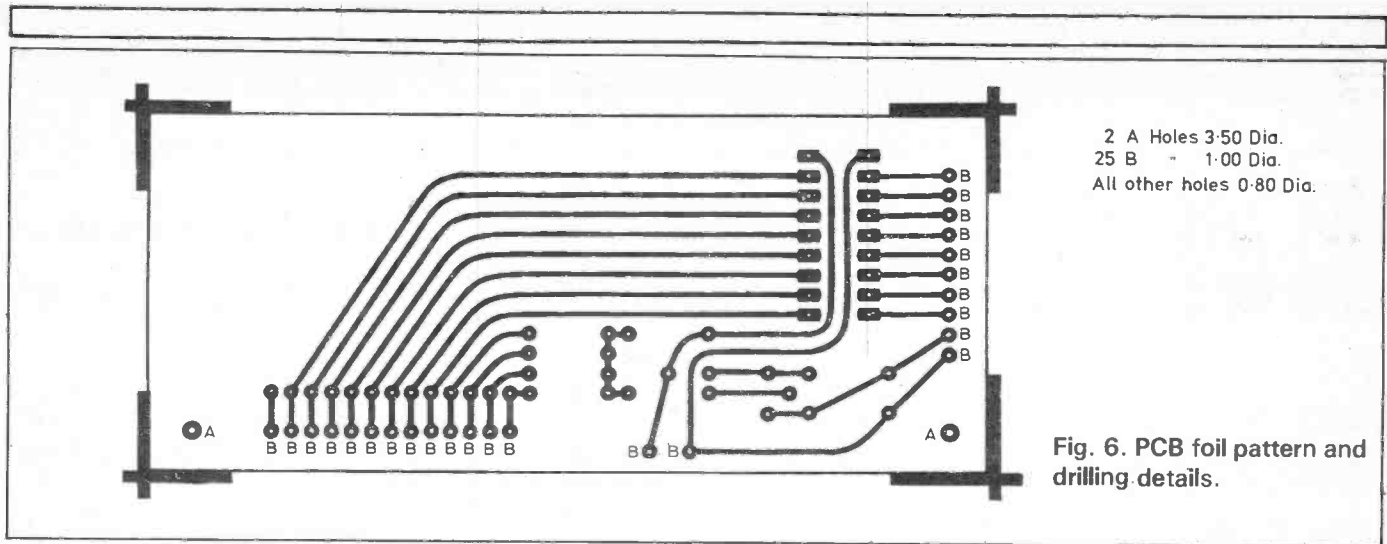 2 A Holes 3·50 Dia.
25 B " 1·00 Dia.
All other holes 0·80 Dia.
B
B
B
B
B
B
B
B
B
B
A
B B B B B B B B B B B B B
B B
A
Fig. 6. PCB foil pattern and
drilling details.